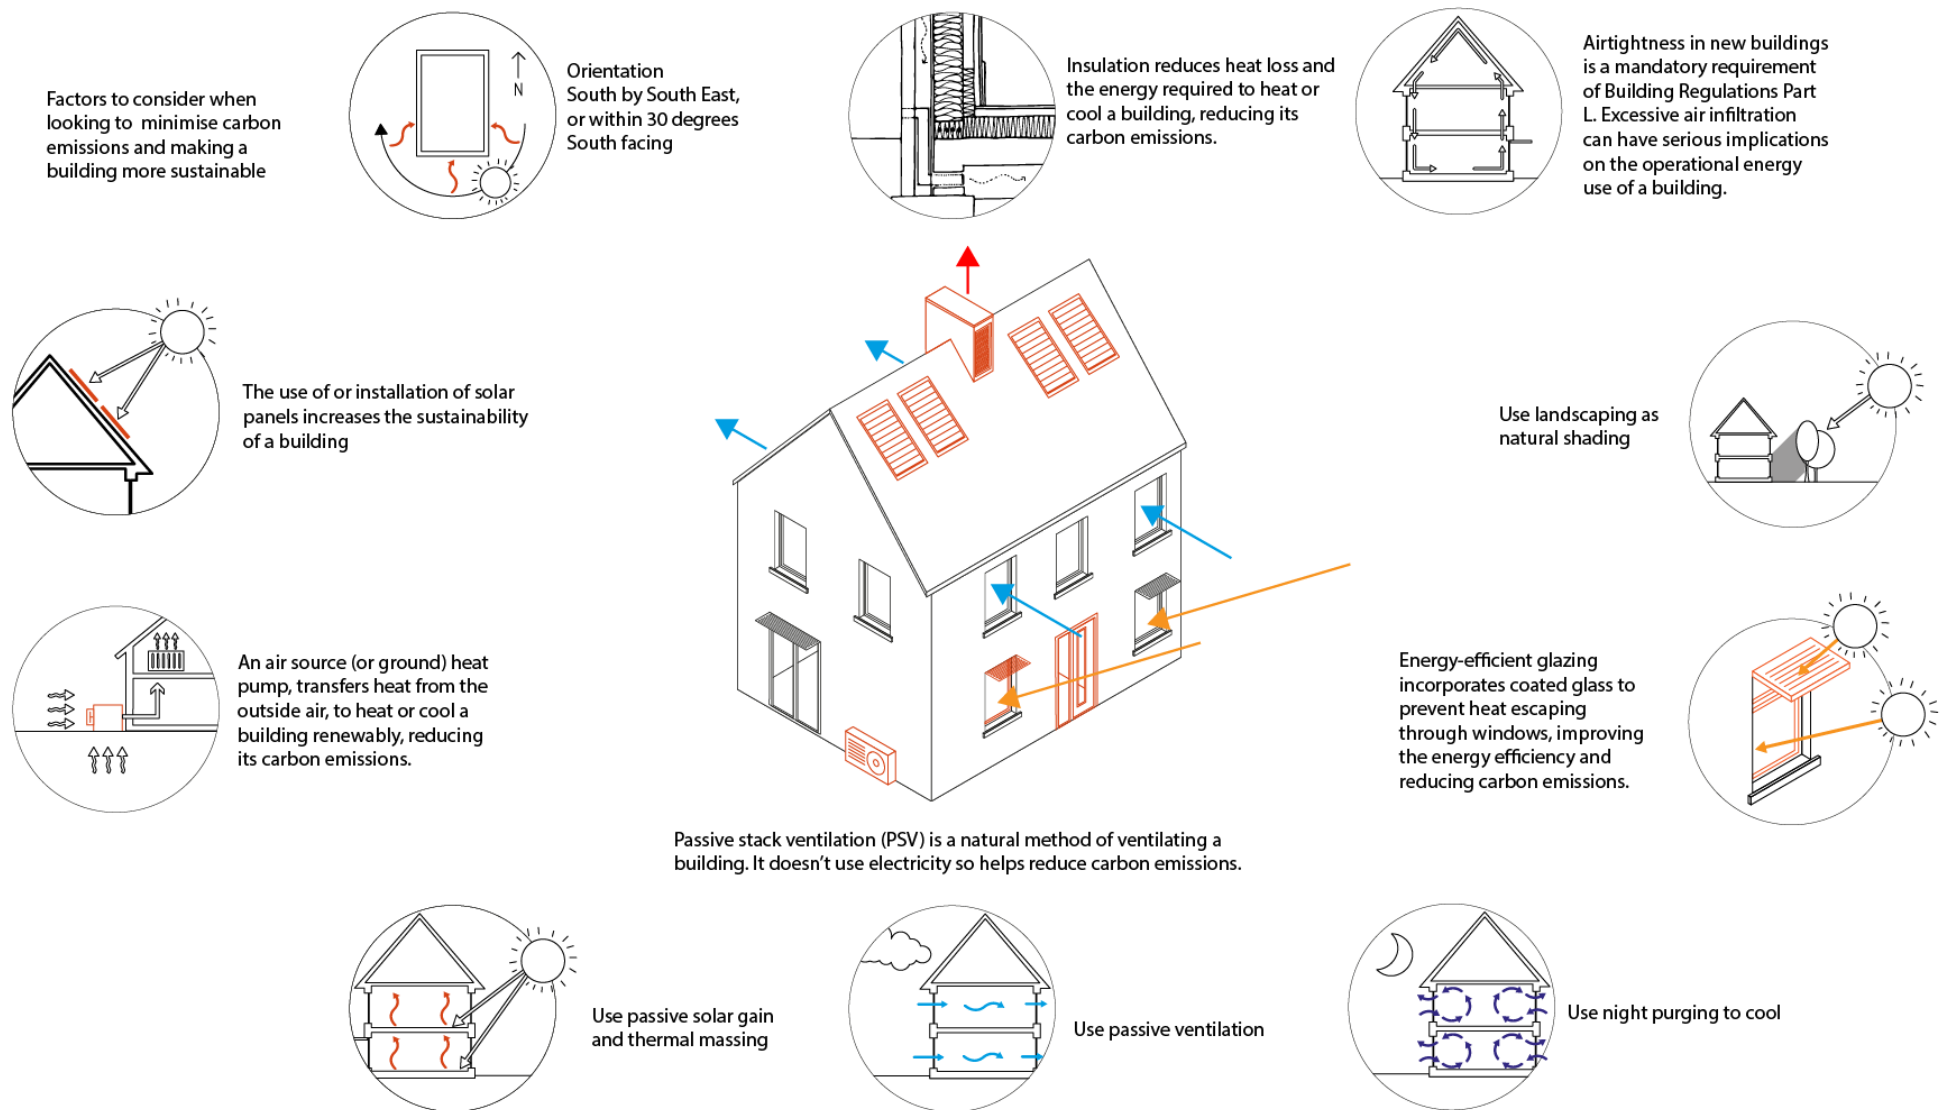 Factors to consider when
looking to minimise carbon
emissions and making a
building more sustainable
N
Orientation
South by South East,
or within 30 degrees
South facing
Insulation reduces heat loss and
the energy required to heat or
cool a building, reducing its
carbon emissions.
Airtightness in new buildings
is a mandatory requirement
of Building Regulations Part
L. Excessive air infiltration
can have serious implications
on the operational energy
use of a building.
The use of or installation of solar
panels increases the sustainability
of a building
Use landscaping as
natural shading
An air source (or ground) heat
pump, transfers heat from the
outside air, to heat or cool a
building renewably, reducing
its carbon emissions.
Energy-efficient glazing
incorporates coated glass to
prevent heat escaping
through windows, improving
the energy efficiency and
reducing carbon emissions.
Passive stack ventilation (PSV) is a natural method of ventilating a
building. It doesn't use electricity so helps reduce carbon emissions.
Use passive solar gain
and thermal massing
Use passive ventilation
Use night purging to cool